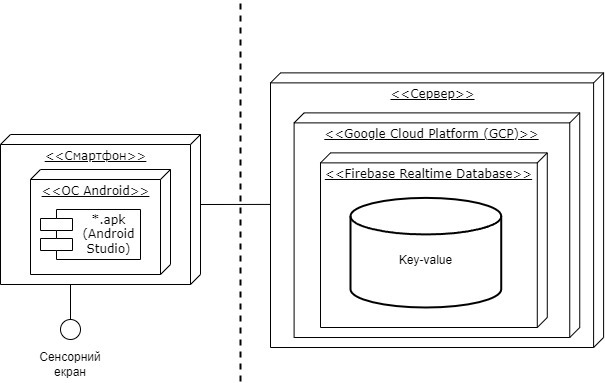 <<Сервер>>
<<Google Cloud Platform (GCP)>>
<<Смартфон>>
<<Firebase Realtime Database>>
<<ОС Android>>
*.apk
(Android
Studio)
Key-value
Сенсорний
екран